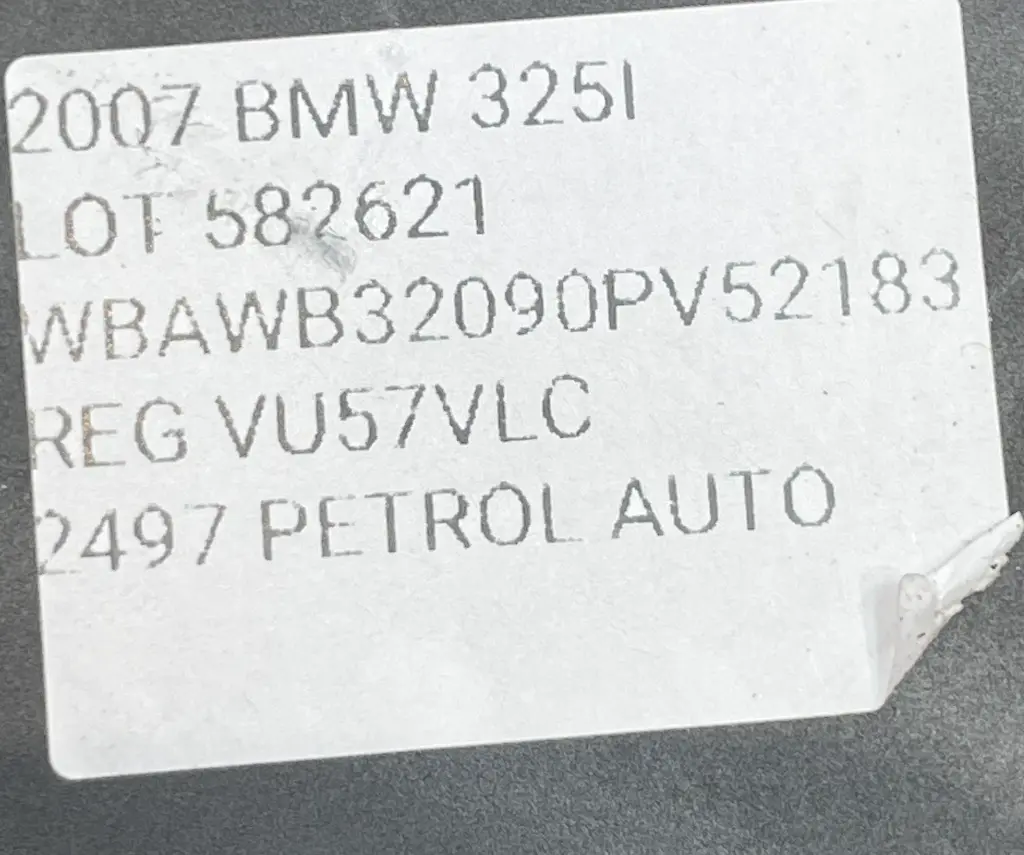 2007 BMW 325I
LOT 582621
WBAWB32090PV52183
REG VU57VLC
2497 PETROL AUTO